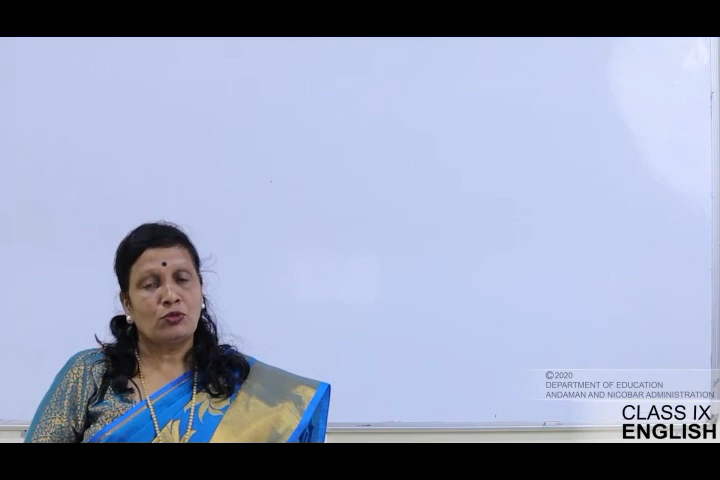 ©2020
DEPARTMENT OF EDUCATION
ANDAMAN AND NICOBAR ADMINISTRATION
CLASS IX
ENGLISH